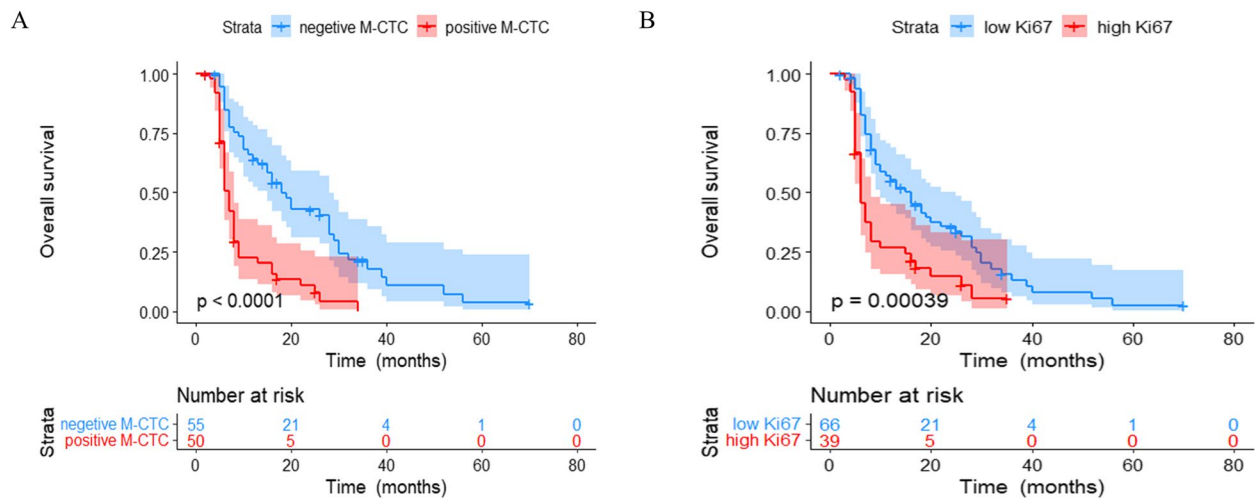 A
Strata negetive M-CTC positive M-CTC
Overall survival
1.00
0.75
0.50
0.25
0.00
p < 0.0001
0 20 40 60 80
Time (months)
Number at risk
Strata
negetive M-CTC 55 21 4 1 0
positive M-CTC 50 5 0 0 0
0 20 40 60 80
Time (months)
B
Strata low Ki67 high Ki67
Overall survival
1.00
0.75
0.50
0.25
0.00
p = 0.00039
0 20 40 60 80
Time (months)
Number at risk
Strata
low Ki67 66 21 4 1 0
high Ki67 39 5 0 0 0
0 20 40 60 80
Time (months)